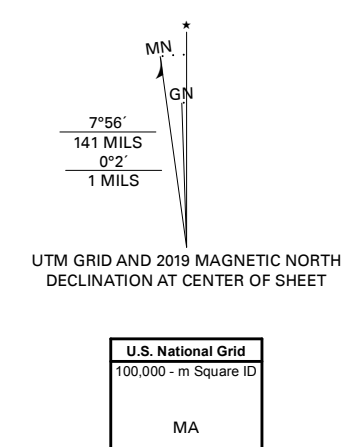 ★
MN
GN
7°56´
141 MILS
0°2´
1 MILS
UTM GRID AND 2019 MAGNETIC NORTH
DECLINATION AT CENTER OF SHEET
U.S. National Grid
100,000 - m Square ID
MA